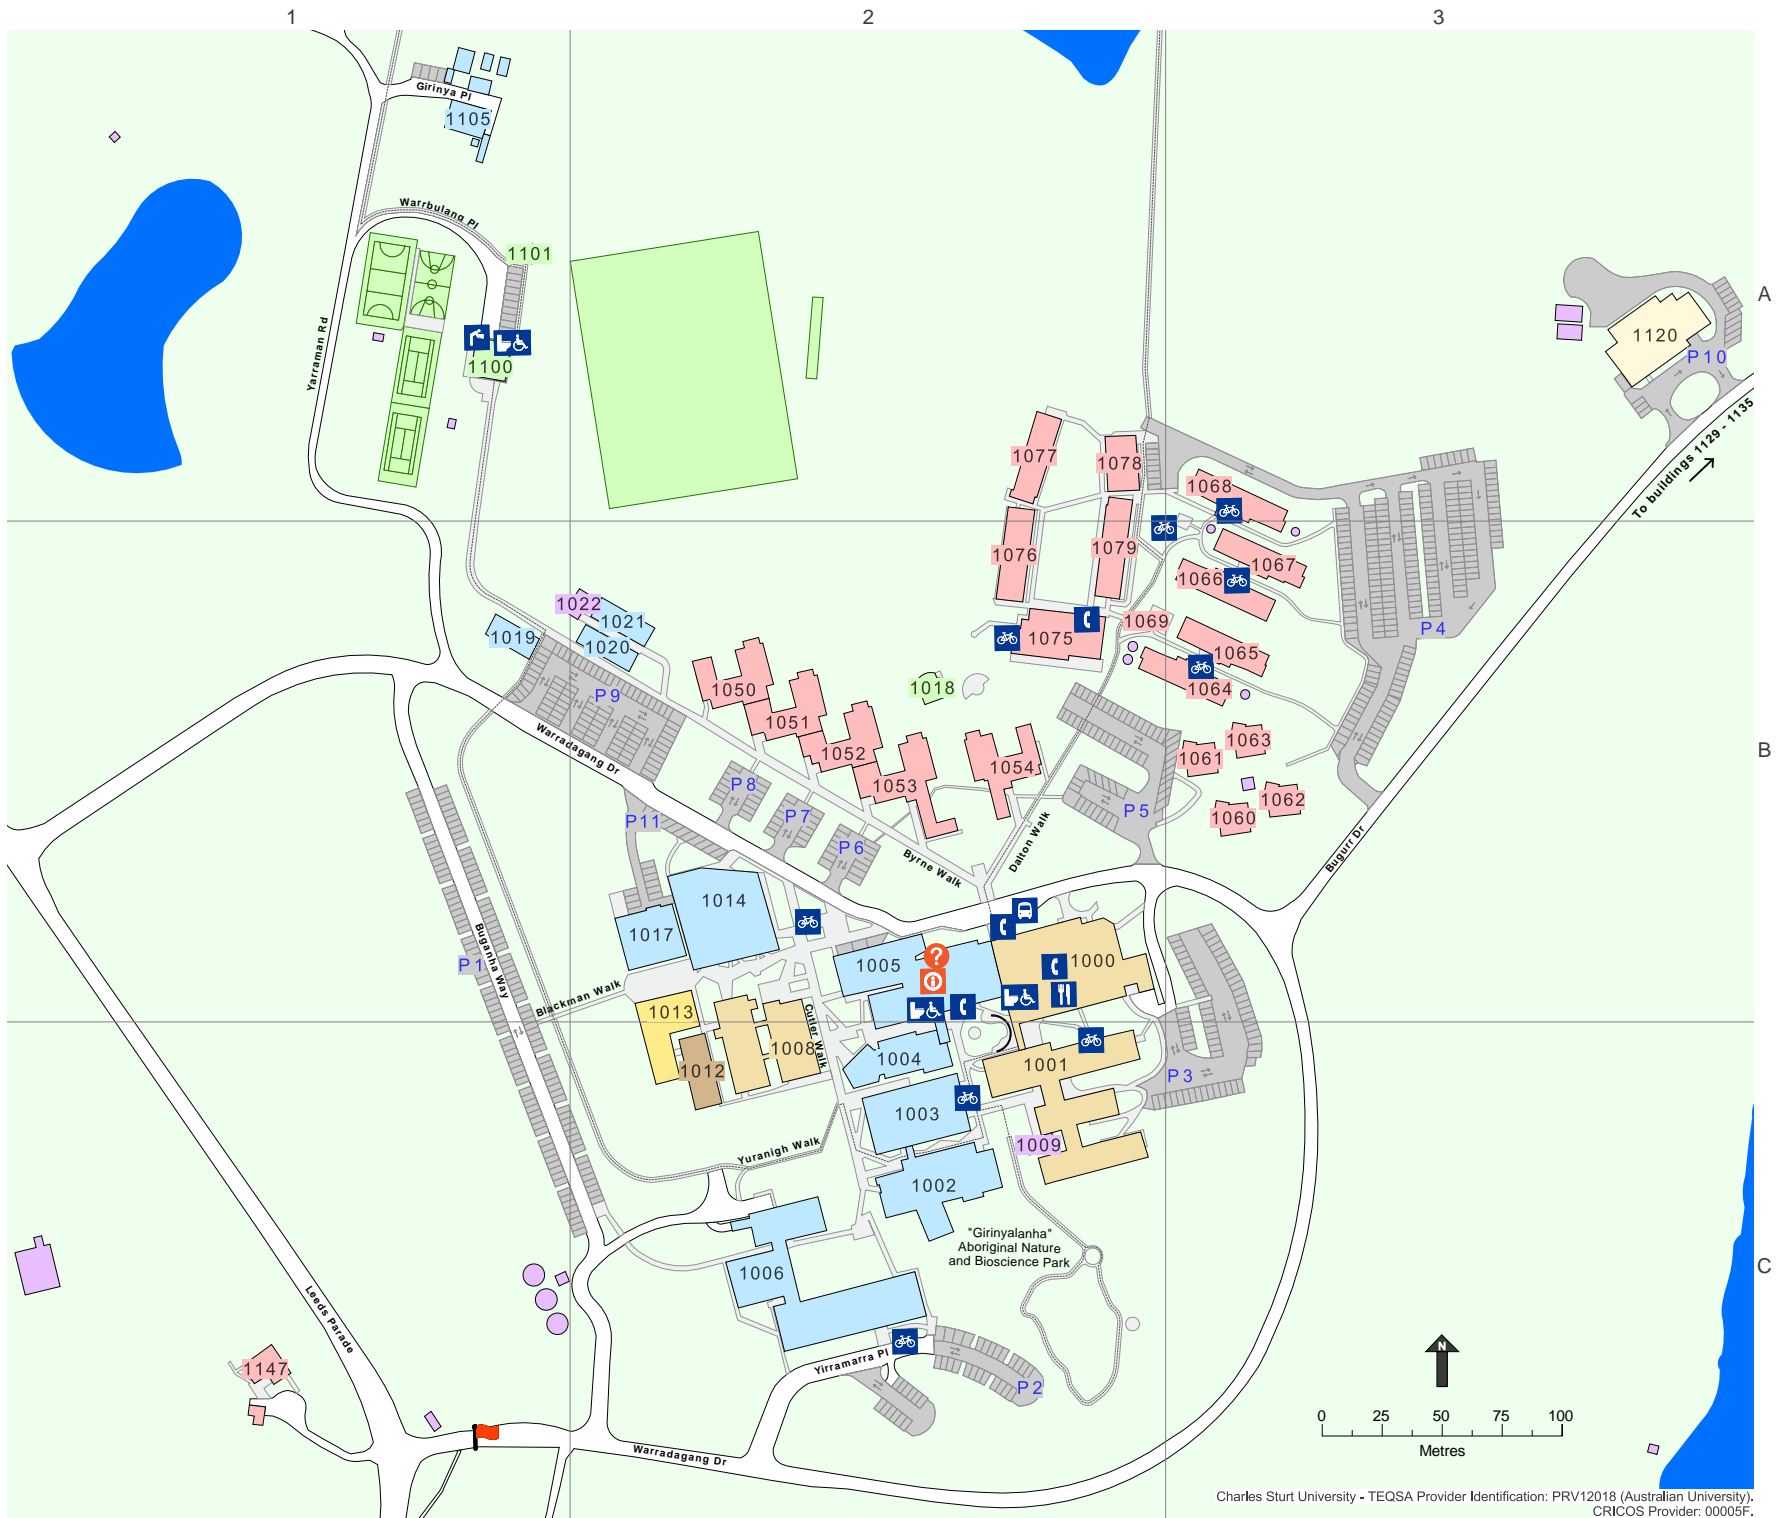 1
2
3
Girinya Pl
1105
Warrbulang Pl
1101
A
Yarraman Rd
1120
P10
1100
To buildings 1129 - 1135
1077
1078
1068
1076
1079
1067
1066
1022
1021
1069
P4
1019
1020
1075
1065
1050
1018
1064
P9
1051
1052
1063
Warradagang Dr
1061
B
1054
P8
1053
1062
P11
P7
P5
1060
P6
Dalton Walk
Bugurr Dr
Byrne Walk
1014
1017
Buganha Way
P1
1005
?
i
1000
Blackman Walk
1013
Cutler Walk
1008
1004
1001
1012
P3
1003
1009
Yuranigh Walk
1002
"Girinyalanha"
Aboriginal Nature
and Bioscience Park
C
1006
Leeds Parade
1147
Yirramarra Pl
P2
N
0 25 50 75 100
Metres
Warradagang Dr
Charles Sturt University - TEQSA Provider Identification: PRV12018 (Australian University).
CRICOS Provider: 00005F.